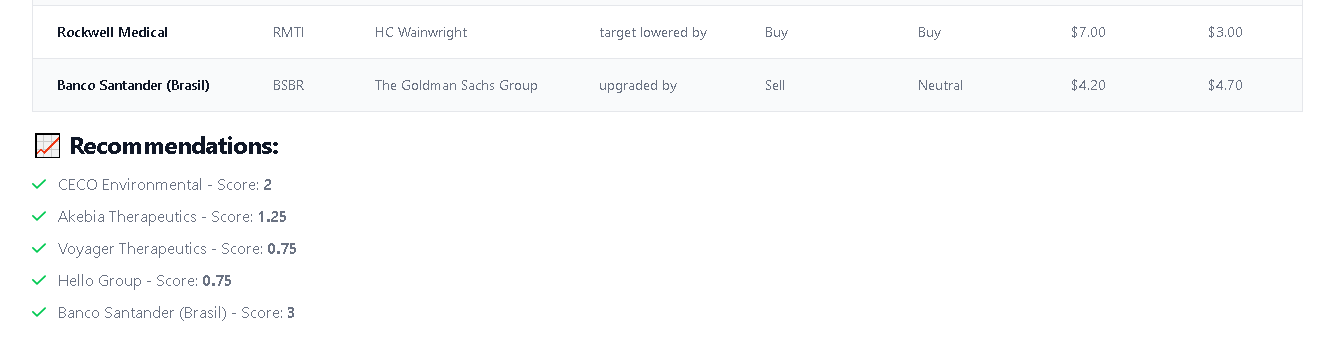 Rockwell Medical RMTI HC Wainwright target lowered by Buy Buy $7.00 $3.00
Banco Santander (Brasil) BSBR The Goldman Sachs Group upgraded by Sell Neutral $4.20 $4.70
Recommendations:
CECO Environmental - Score: 2
Akebia Therapeutics - Score: 1.25
Voyager Therapeutics - Score: 0.75
Hello Group - Score: 0.75
Banco Santander (Brasil) - Score: 3